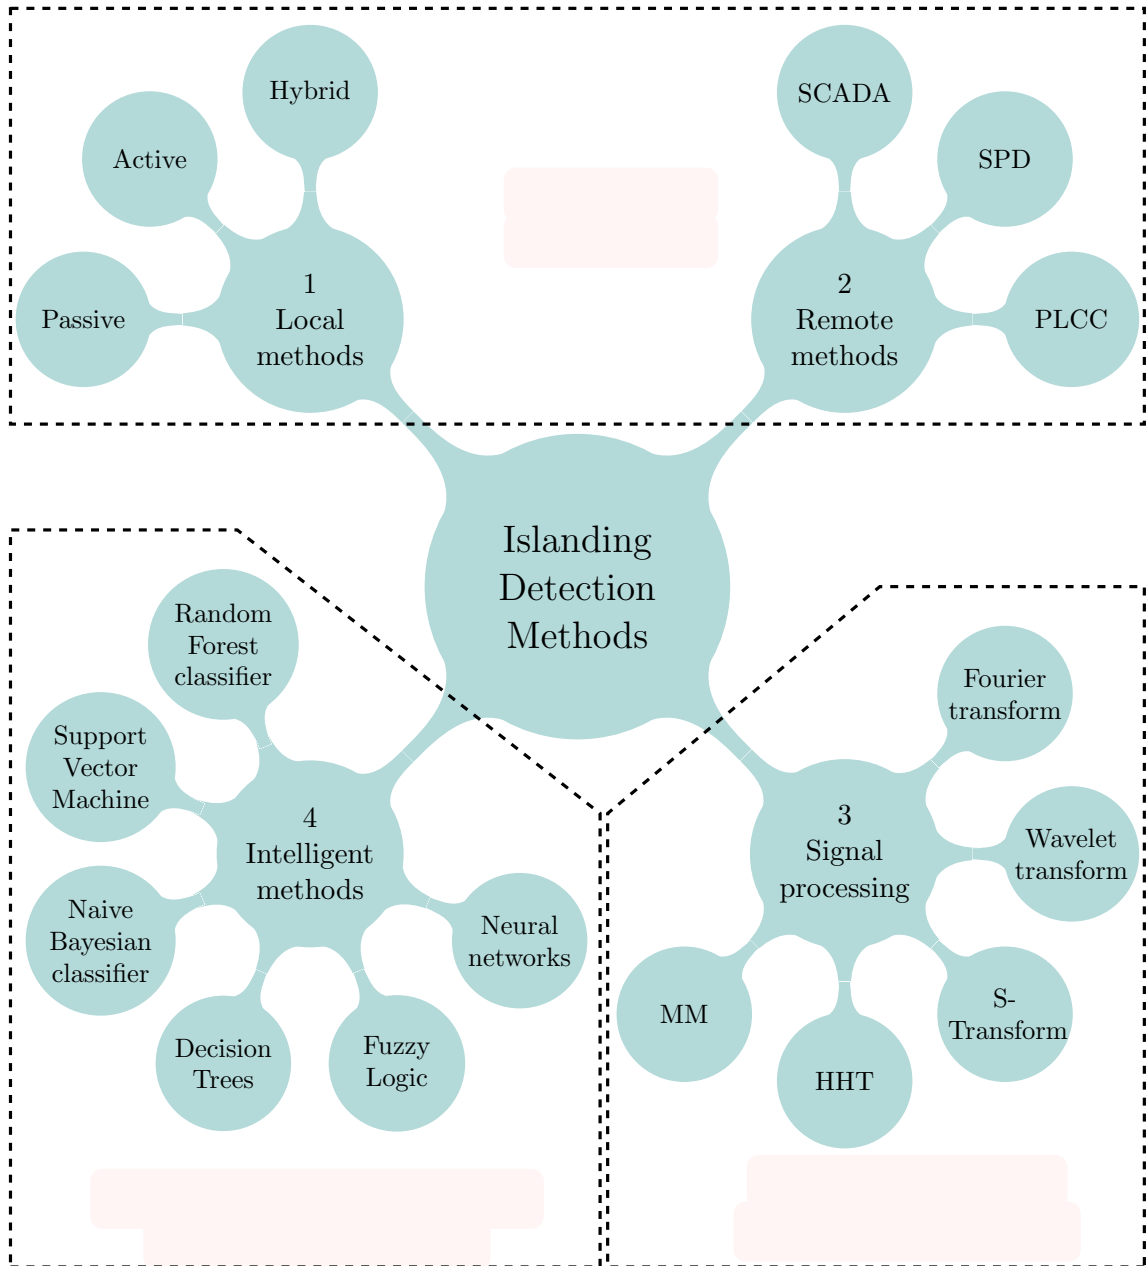 Hybrid
Active
Passive
1
Local
methods
SCADA
SPD
PLCC
2
Remote
methods
Islanding
Detection
Methods
Random
Forest
classifier
Support
Vector
Machine
Naive
Bayesian
classifier
Decision
Trees
Fuzzy
Logic
Neural
networks
4
Intelligent
methods
Fourier
transform
Wavelet
transform
S-
Transform
HHT
MM
3
Signal
processing